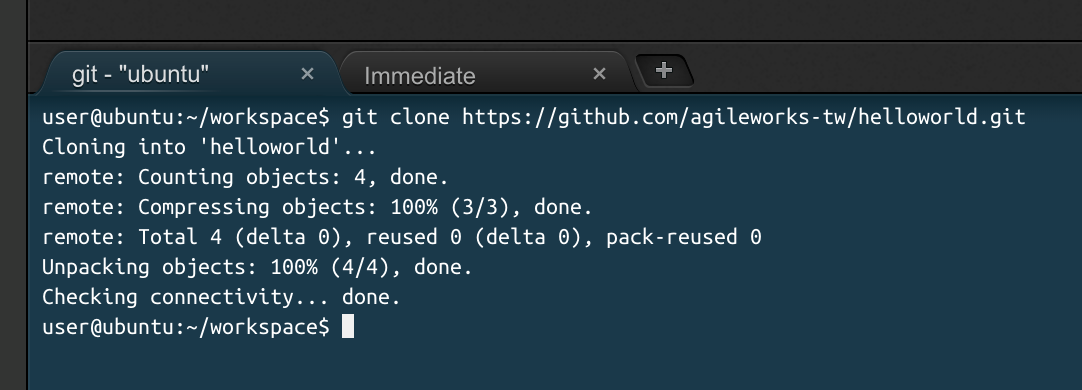 git - "ubuntu" × Immediate × +
user@ubuntu:~/workspace$ git clone https://github.com/agileworks-tw/helloworld.git
Cloning into 'helloworld'...
remote: Counting objects: 4, done.
remote: Compressing objects: 100% (3/3), done.
remote: Total 4 (delta 0), reused 0 (delta 0), pack-reused 0
Unpacking objects: 100% (4/4), done.
Checking connectivity... done.
user@ubuntu:~/workspace$